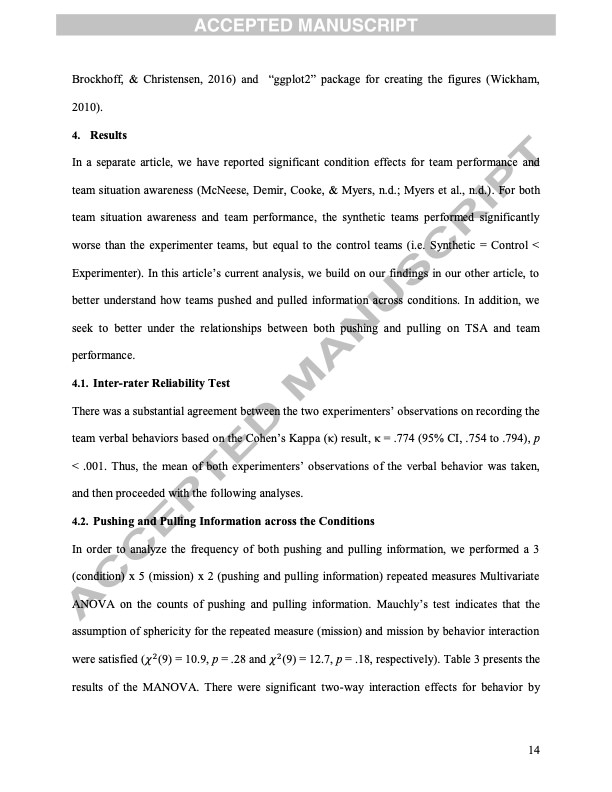 ACCEPTED MANUSCRIPT
Brockhoff, & Christensen, 2016) and “ggplot2” package for creating the figures (Wickham,
2010).
4. Results
In a separate article, we have reported significant condition effects for team performance and
team situation awareness (McNeese, Demir, Cooke, & Myers, n.d.; Myers et al., n.d.). For both
team situation awareness and team performance, the synthetic teams performed significantly
worse than the experimenter teams, but equal to the control teams (i.e. Synthetic = Control <
Experimenter). In this article’s current analysis, we build on our findings in our other article, to
better understand how teams pushed and pulled information across conditions. In addition, we
seek to better under the relationships between both pushing and pulling on TSA and team
performance.
4.1. Inter-rater Reliability Test
There was a substantial agreement between the two experimenters’ observations on recording the
team verbal behaviors based on the Cohen’s Kappa (κ) result, κ = .774 (95% CI, .754 to .794), p
< .001. Thus, the mean of both experimenters’ observations of the verbal behavior was taken,
and then proceeded with the following analyses.
4.2. Pushing and Pulling Information across the Conditions
In order to analyze the frequency of both pushing and pulling information, we performed a 3
(condition) x 5 (mission) x 2 (pushing and pulling information) repeated measures Multivariate
ANOVA on the counts of pushing and pulling information. Mauchly’s test indicates that the
assumption of sphericity for the repeated measure (mission) and mission by behavior interaction
were satisfied (χ²(9) = 10.9, p = .28 and χ²(9) = 12.7, p = .18, respectively). Table 3 presents the
results of the MANOVA. There were significant two-way interaction effects for behavior by
14
ACCEPTED MANUSCRIPT